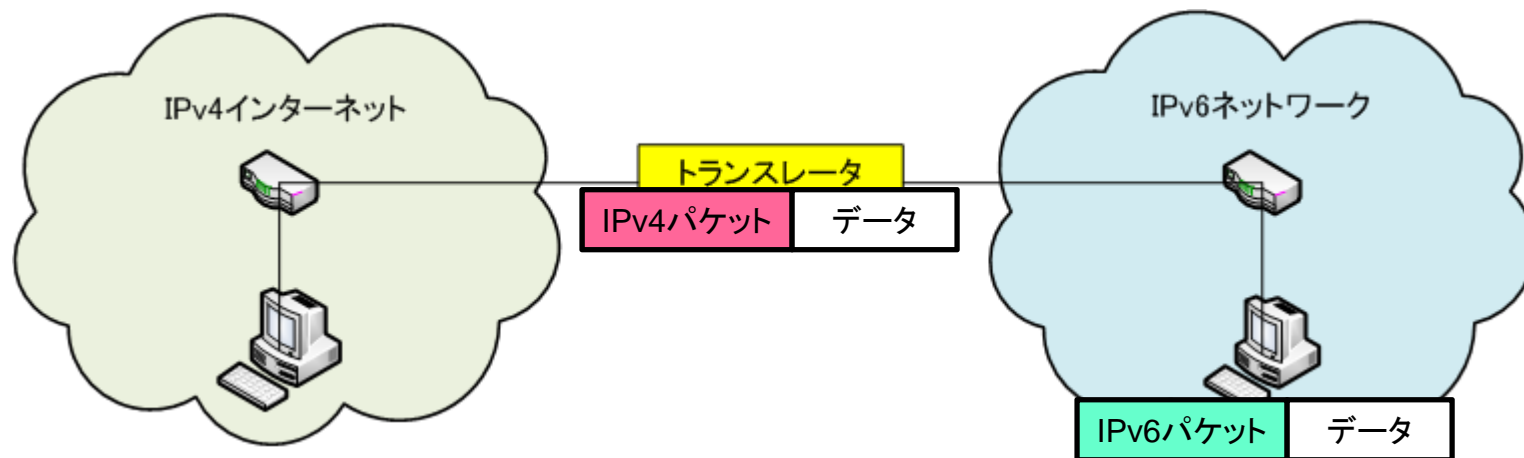 IPv4インターネット
IPv6ネットワーク
トランスレータ
IPv4パケット データ
IPv6パケット データ